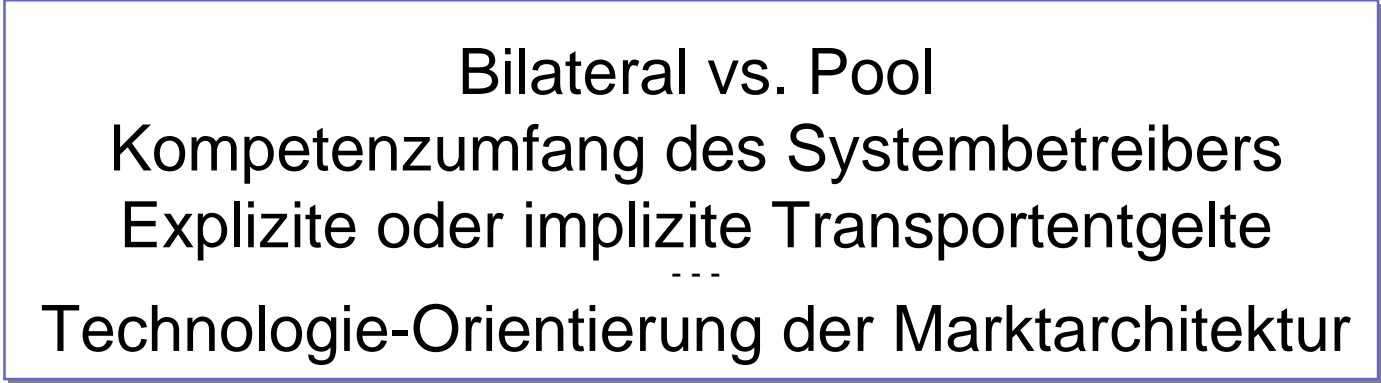 Bilateral vs. Pool
Kompetenzumfang des Systembetreibers
Explizite oder implizite Transportentgelte
- - -
Technologie-Orientierung der Marktarchitektur